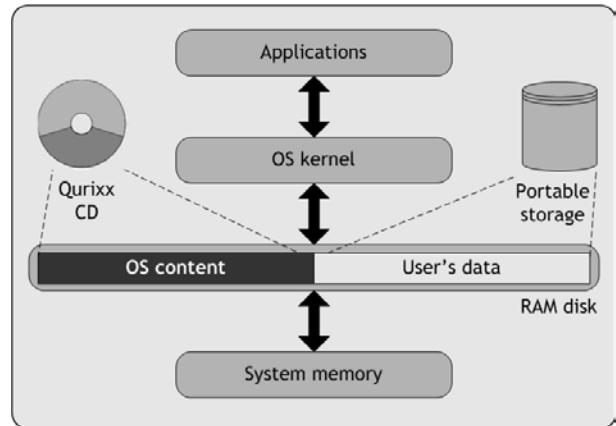 Applications
OS kernel
Qurixx
CD
Portable
storage
OS content
User's data
RAM disk
System memory